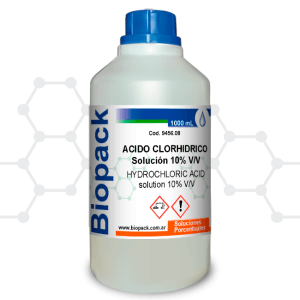 Biopack
1000 mL
Cod. 9456.08
ACIDO CLORHIDRICO
Solución 10% V/V
HYDROCHLORIC ACID
solution 10% V/V
www.biopack.com.ar
Soluciones
Porcentuales